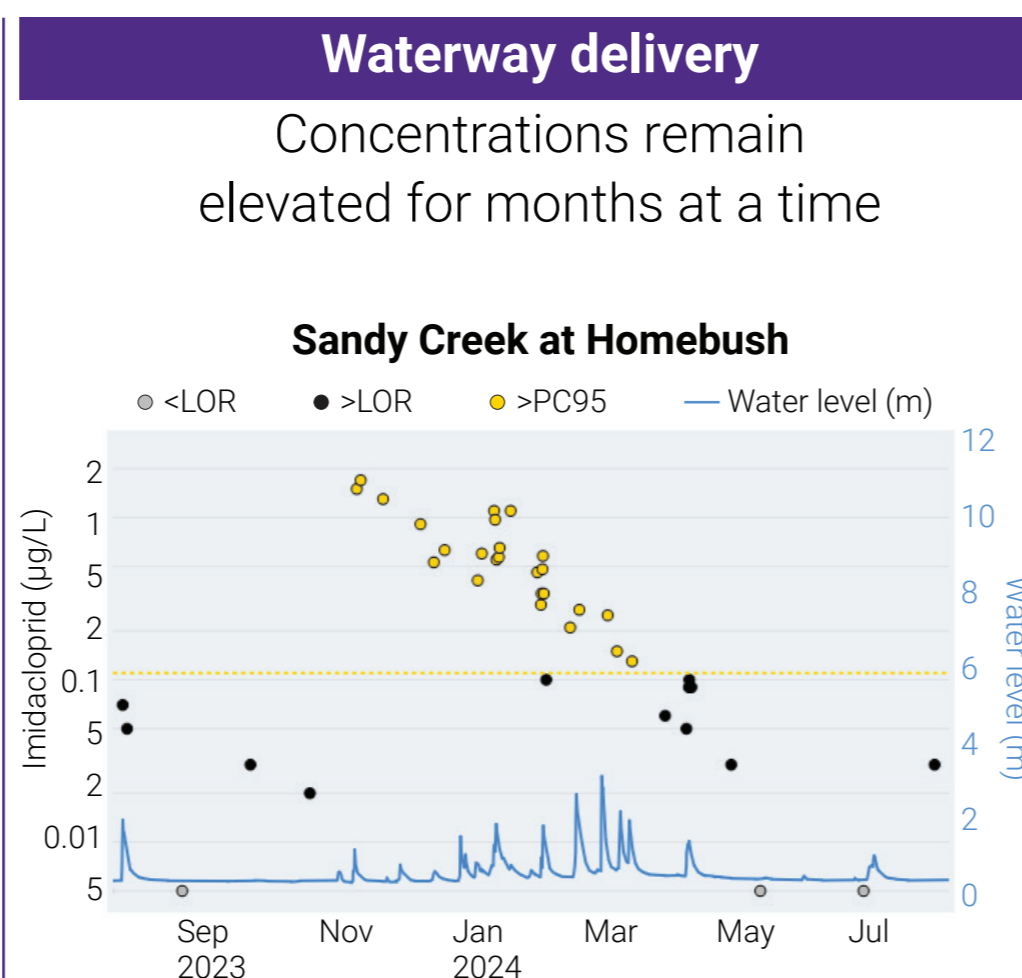 Waterway delivery
Concentrations remain
elevated for months at a time
Sandy Creek at Homebush
<LOR >LOR >PC95 Water level (m)
Imidacloprid (µg/L)
2
1
5
2
0.1
5
2
0.01
5
12
10
8
6
4
2
0
Water level (m)
Sep Nov Jan Mar May Jul
2023 2024